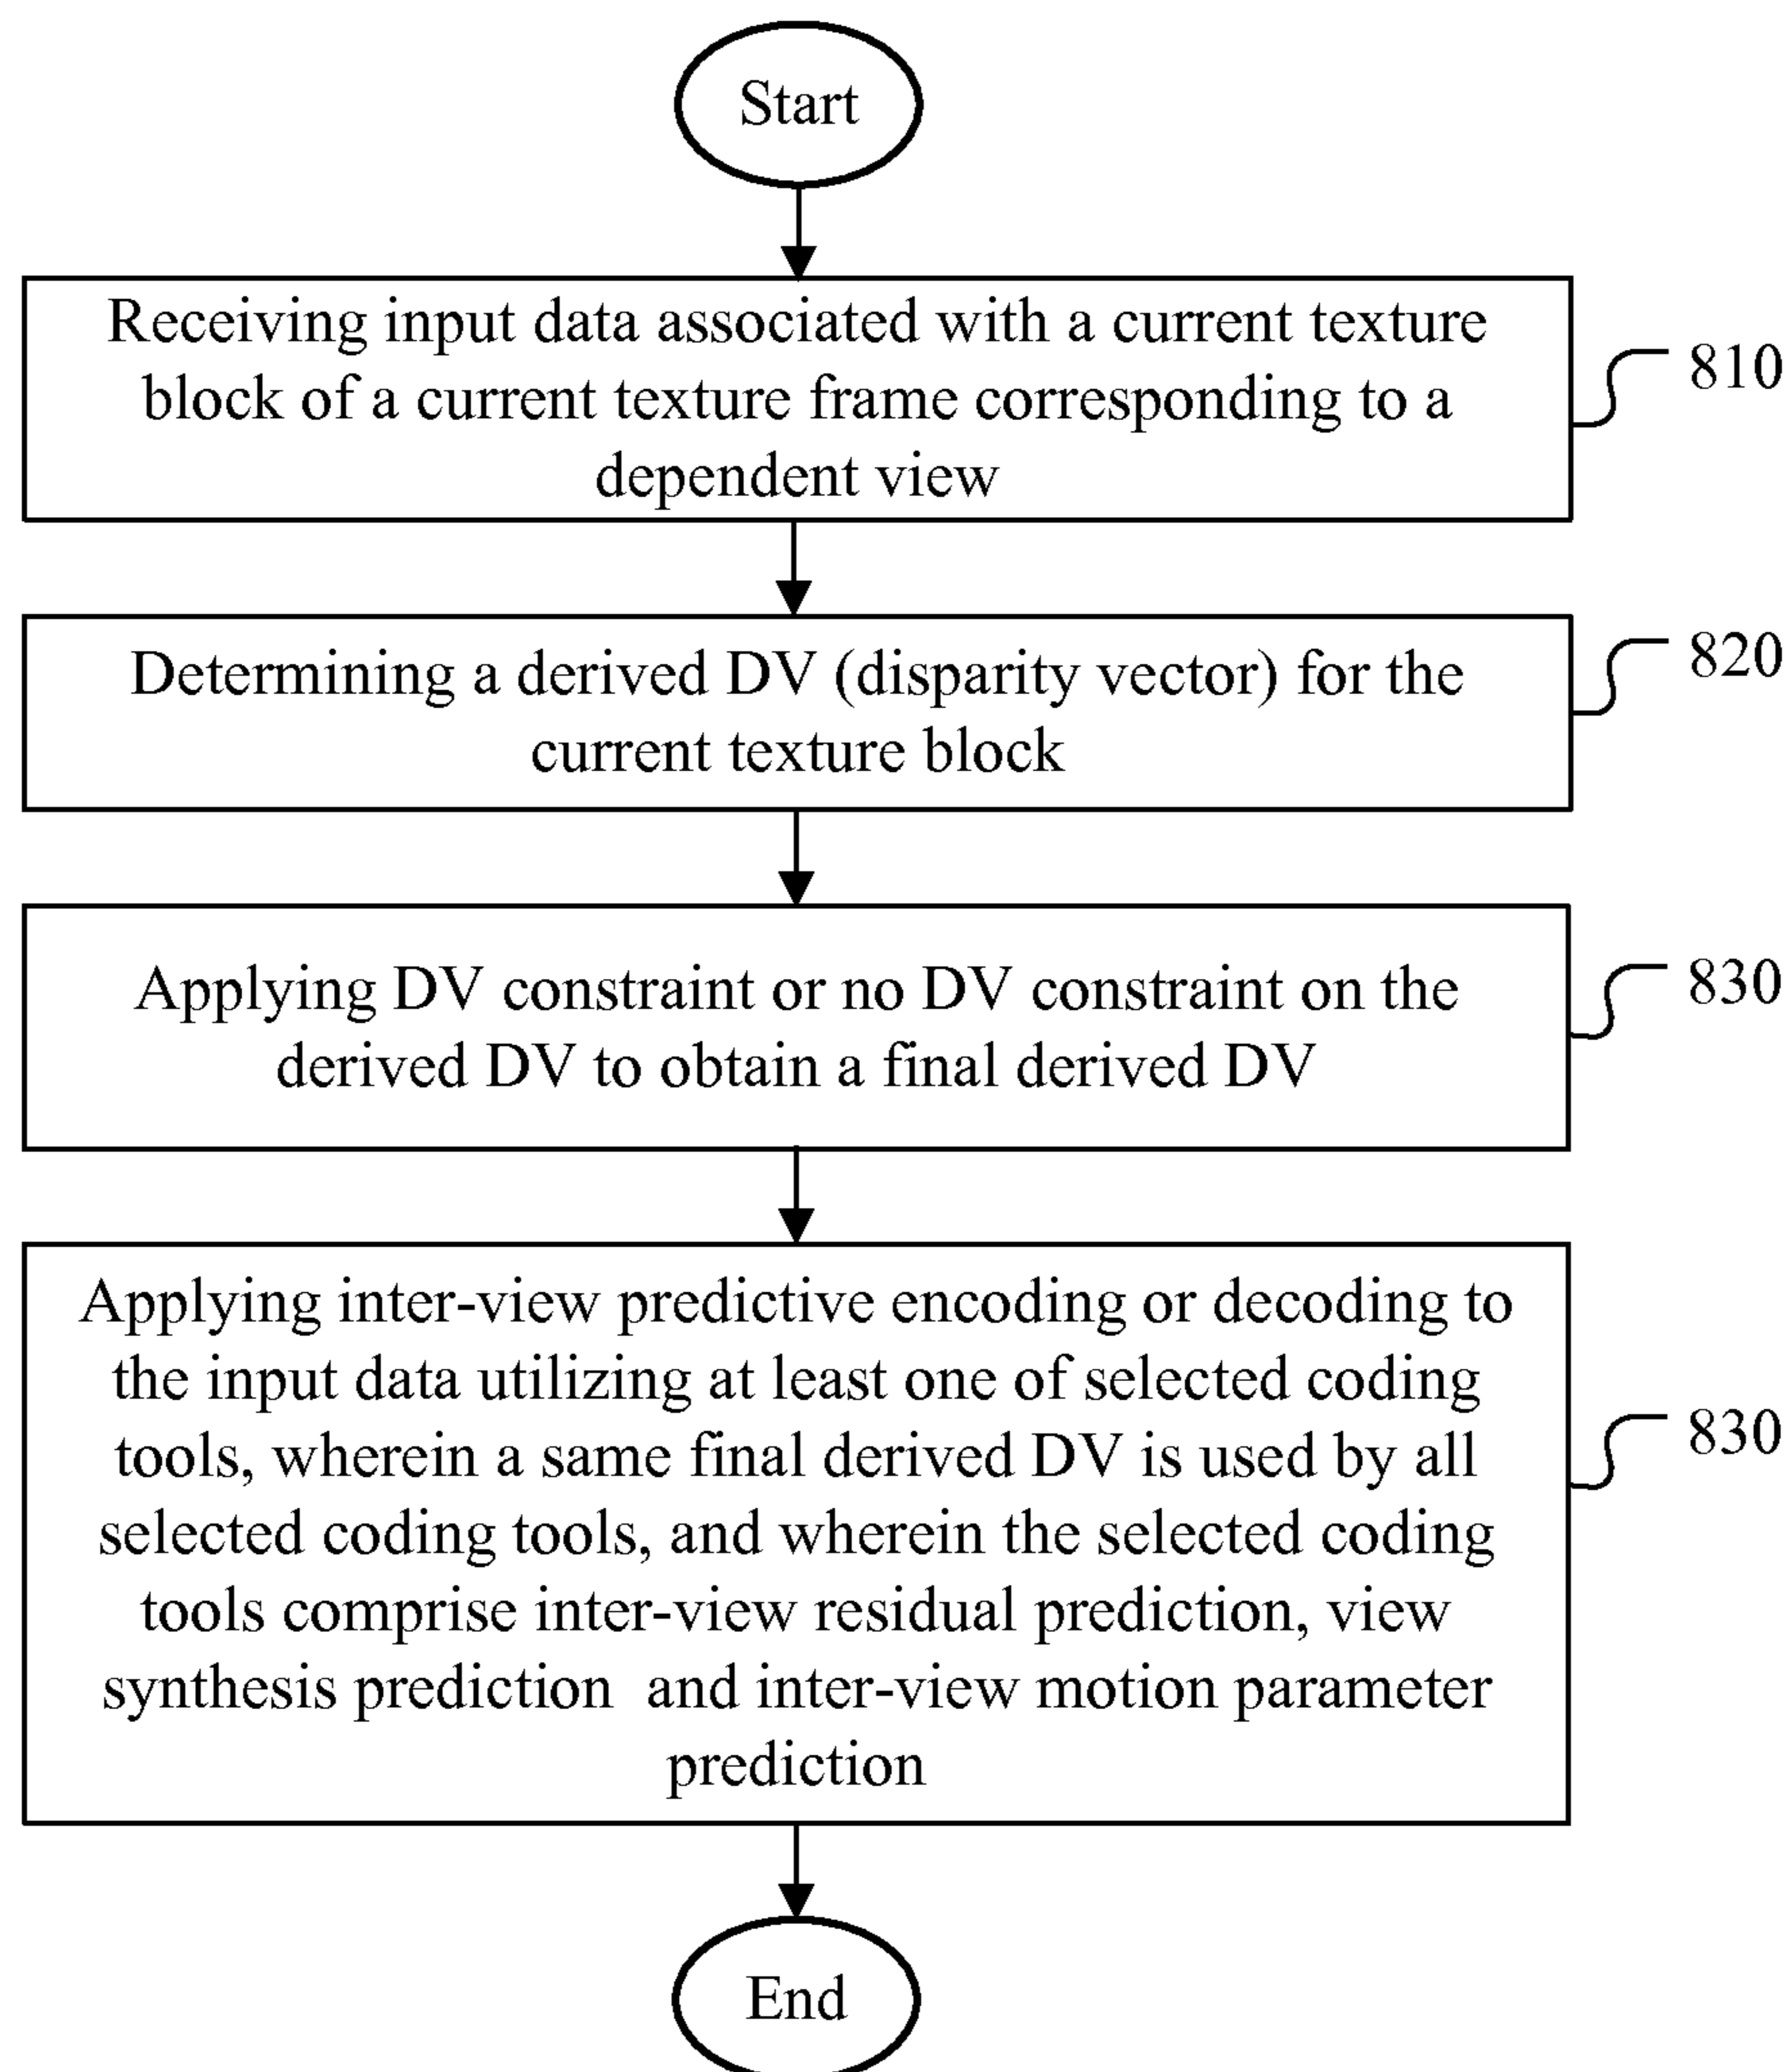 Start
Receiving input data associated with a current texture
block of a current texture frame corresponding to a
dependent view
810
Determining a derived DV (disparity vector) for the
current texture block
820
Applying DV constraint or no DV constraint on the
derived DV to obtain a final derived DV
830
Applying inter-view predictive encoding or decoding to
the input data utilizing at least one of selected coding
tools, wherein a same final derived DV is used by all
selected coding tools, and wherein the selected coding
tools comprise inter-view residual prediction, view
synthesis prediction and inter-view motion parameter
prediction
830
End